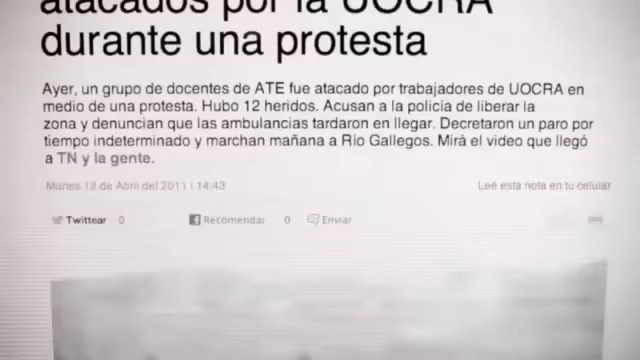 atacados por la UOCRA
durante una protesta
Ayer, un grupo de docentes de ATE fue atacado por trabajadores de UOCRA en
medio de una protesta. Hubo 12 heridos. Acusan a la policía de liberar la
zona y denuncian que las ambulancias tardaron en llegar. Decretaron un paro por
tiempo indeterminado y marchan mañana a Río Gallegos. Mirá el video que llegó
a TN y la gente.
Martes 12 de Abril del 2011 | 14:43
Leé esta nota en tu celular
Twittear 0
Recomendar 0
Enviar